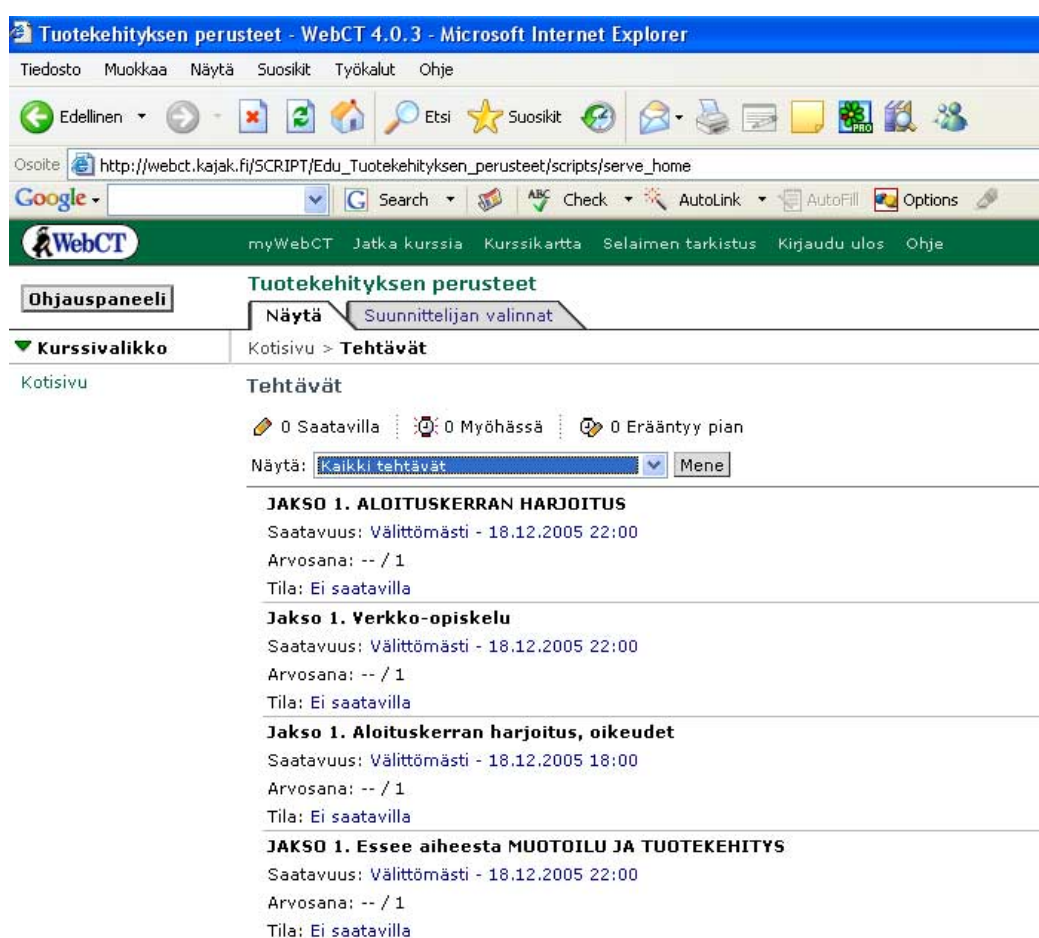 Tuotekehityksen perusteet - WebCT 4.0.3 - Microsoft Internet Explorer
Tiedosto Muokkaa Näytä Suosikit Työkalut Ohje
Edellinen Etsi Suosikit PRO
Osoite http://webct.kajak.fi/SCRIPT/Edu_Tuotekehityksen_perusteet/scripts/serve_home
Google G Search ABC Check AutoLink AutoFill Options
WebCT myWebCT Jatka kurssia Kurssikartta Selaimen tarkistus Kirjaudu ulos Ohje
Ohjauspaneeli
Tuotekehityksen perusteet
Näytä Suunnittelijan valinnat
Kurssivalikko
Kotisivu > Tehtävät
Kotisivu
Tehtävät
0 Saatavilla 0 Myöhässä 0 Erääntyy pian
Näytä: Kaikki tehtävät Mene
JAKSO 1. ALOITUSKERRAN HARJOITUS
Saatavuus: Välittömästi - 18.12.2005 22:00
Arvosana: -- / 1
Tila: Ei saatavilla
Jakso 1. Verkko-opiskelu
Saatavuus: Välittömästi - 18.12.2005 22:00
Arvosana: -- / 1
Tila: Ei saatavilla
Jakso 1. Aloituskerran harjoitus, oikeudet
Saatavuus: Välittömästi - 18.12.2005 18:00
Arvosana: -- / 1
Tila: Ei saatavilla
JAKSO 1. Essee aiheesta MUOTOILU JA TUOTEKEHITYS
Saatavuus: Välittömästi - 18.12.2005 22:00
Arvosana: -- / 1
Tila: Ei saatavilla